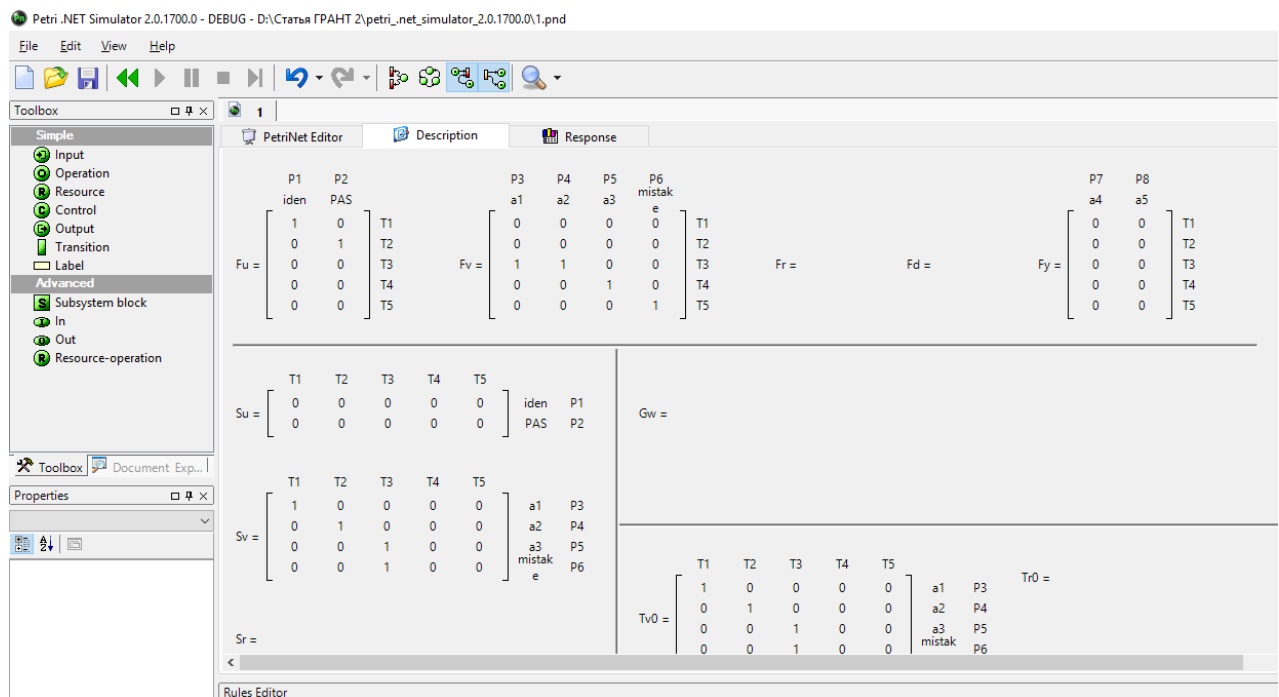 Petri .NET Simulator 2.0.1700.0 - DEBUG - D:\Статья ГРАНТ 2\petri_.net_simulator_2.0.1700.0\1.pnd
File Edit View Help
Toolbox
Simple
Input
Operation
Resource
Control
Output
Transition
Label
Advanced
Subsystem block
In
Out
Resource-operation
Toolbox Document Exp...
Properties
1
PetriNet Editor Description Response
P1 P2
iden PAS
Fu =
1 0 T1
0 1 T2
0 0 T3
0 0 T4
0 0 T5
P3 P4 P5 P6
a1 a2 a3 mistak
e
Fv =
0 0 0 0 T1
0 0 0 0 T2
1 1 0 0 T3
0 0 1 0 T4
0 0 0 1 T5
Fr =
Fd =
P7 P8
a4 a5
Fy =
0 0 T1
0 0 T2
0 0 T3
0 0 T4
0 0 T5
T1 T2 T3 T4 T5
Su =
0 0 0 0 0 iden P1
0 0 0 0 0 PAS P2
Gw =
T1 T2 T3 T4 T5
Sv =
1 0 0 0 0 a1 P3
0 1 0 0 0 a2 P4
0 0 1 0 0 a3 P5
0 0 1 0 0 mistak P6
e
Sr =
T1 T2 T3 T4 T5
Tv0 =
1 0 0 0 0 a1 P3
0 1 0 0 0 a2 P4
0 0 1 0 0 a3 P5
0 0 1 0 0 mistak P6
Tr0 =
Rules Editor